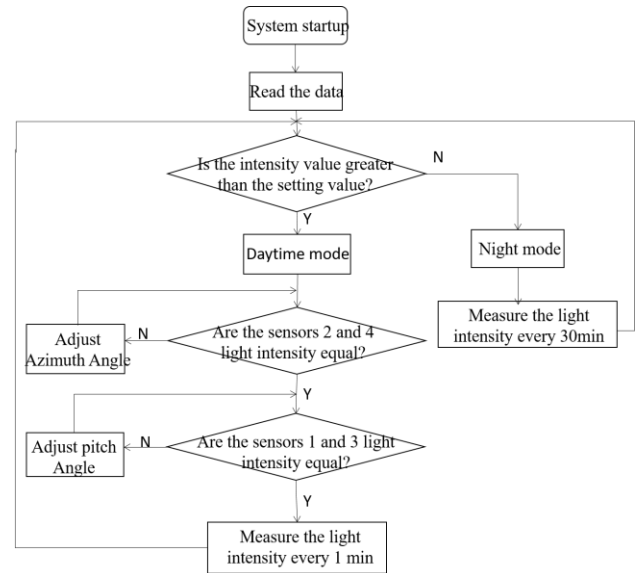 System startup
Read the data
Is the intensity value greater
than the setting value?
N
Y
Daytime mode
Night mode
Measure the light
intensity every 30min
Adjust
Azimuth Angle
N
Are the sensors 2 and 4
light intensity equal?
Y
Adjust pitch
Angle
N
Are the sensors 1 and 3 light
intensity equal?
Y
Measure the light
intensity every 1 min